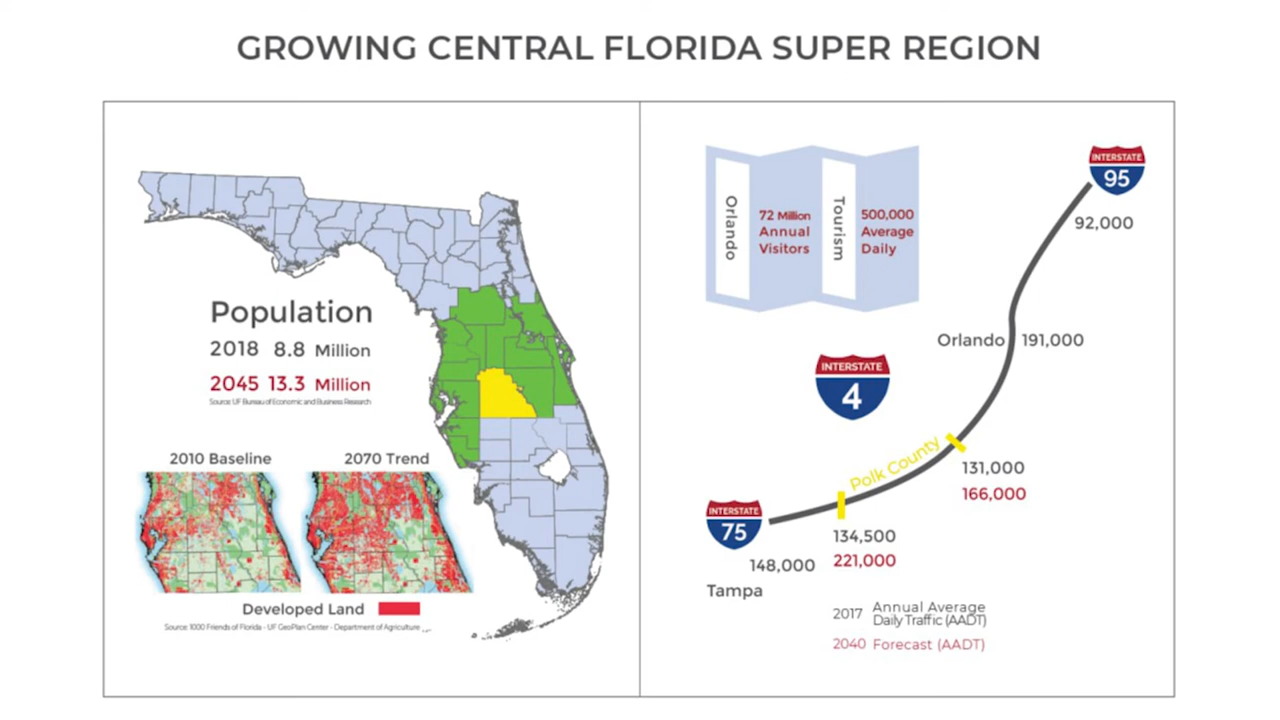 GROWING CENTRAL FLORIDA SUPER REGION
Population
2018 8.8 Million
2045 13.3 Million
Source: UF Bureau of Economic and Business Research
2010 Baseline
2070 Trend
Developed Land
Source: 1000 Friends of Florida - UF GeoPlan Center - Department of Agriculture ...
Orlando
72 Million
Annual
Visitors
Tourism
500,000
Average
Daily
INTERSTATE
95
92,000
Orlando
191,000
INTERSTATE
4
Polk County
131,000
166,000
INTERSTATE
75
134,500
221,000
148,000
Tampa
2017 Annual Average
Daily Traffic (AADT)
2040 Forecast (AADT)